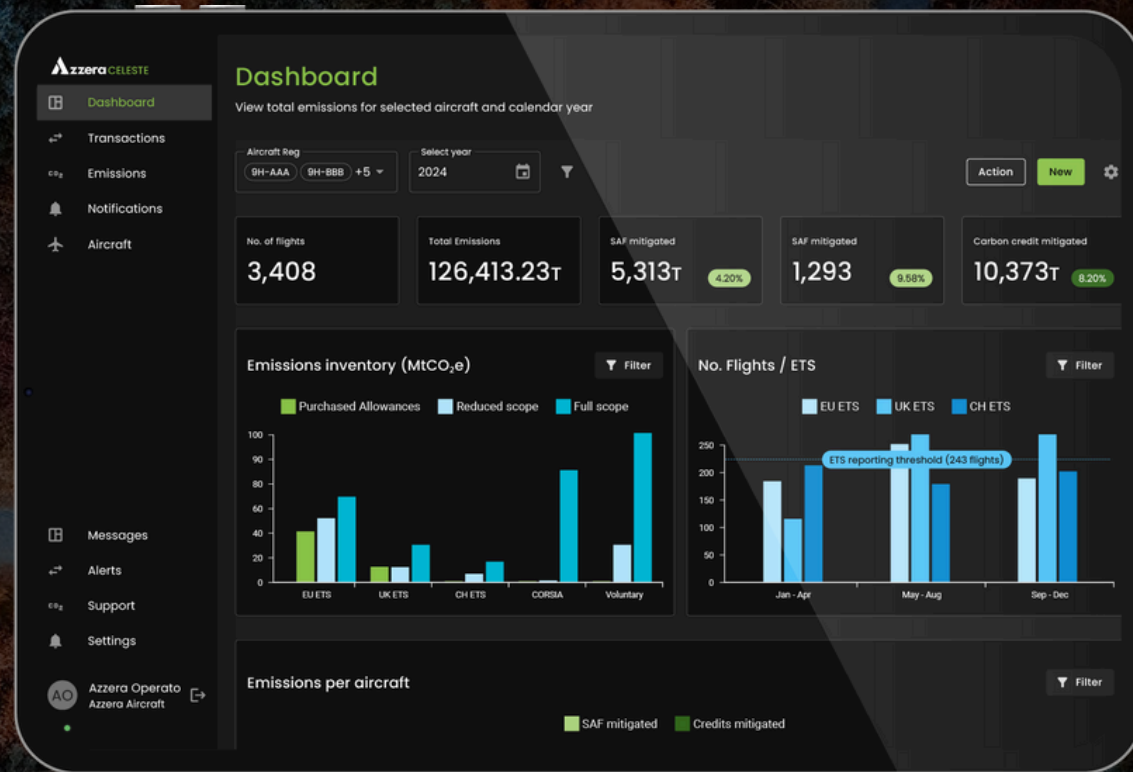 Azzera CELESTE
Dashboard
Transactions
CO₂ Emissions
Notifications
Aircraft
Messages
Alerts
CO₂ Support
Settings
AO
Azzera Operato
Azzera Aircraft
Dashboard
View total emissions for selected aircraft and calendar year
Aircraft Reg
9H-AAA 9H-BBB +5
Select year
2024
Action
New
No. of flights
3,408
Total Emissions
126,413.23T
SAF mitigated
5,313T 4.20%
SAF mitigated
1,293 9.58%
Carbon credit mitigated
10,373T 8.20%
Emissions inventory (MtCO₂e)
Filter
Purchased Allowances Reduced scope Full scope
100
90
80
60
40
20
0
EU ETS UK ETS CH ETS CORSIA Voluntary
No. Flights / ETS
Filter
EU ETS UK ETS CH ETS
250
ETS reporting threshold (243 flights)
200
150
100
50
0
Jan - Apr May - Aug Sep - Dec
Emissions per aircraft
Filter
SAF mitigated Credits mitigated